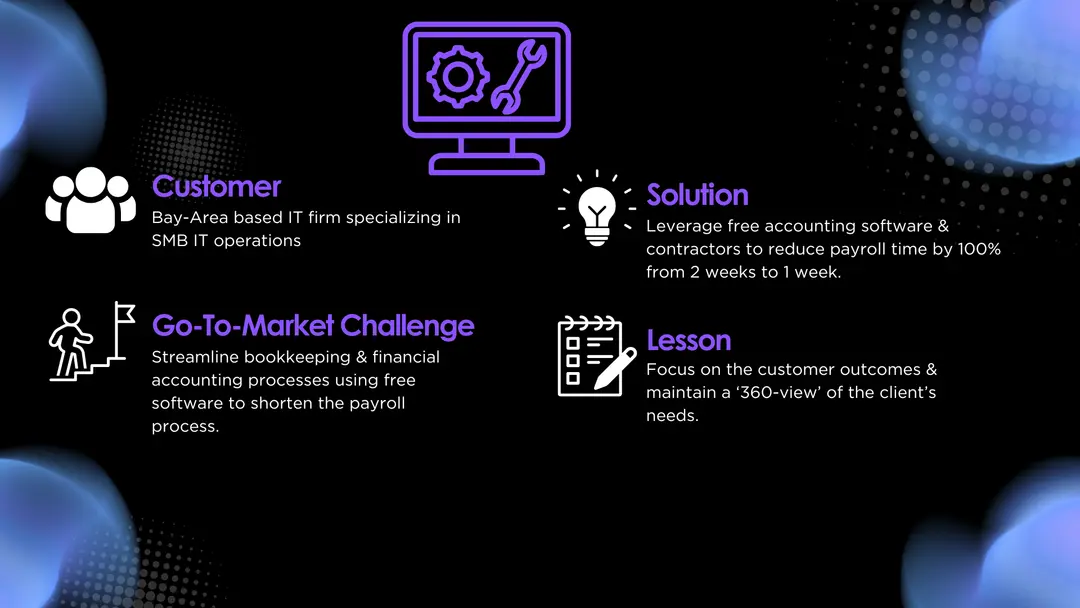 Customer
Bay-Area based IT firm specializing in
SMB IT operations
Go-To-Market Challenge
Streamline bookkeeping & financial
accounting processes using free
software to shorten the payroll
process.
Solution
Leverage free accounting software &
contractors to reduce payroll time by 100%
from 2 weeks to 1 week.
Lesson
Focus on the customer outcomes &
maintain a ‘360-view’ of the client’s
needs.